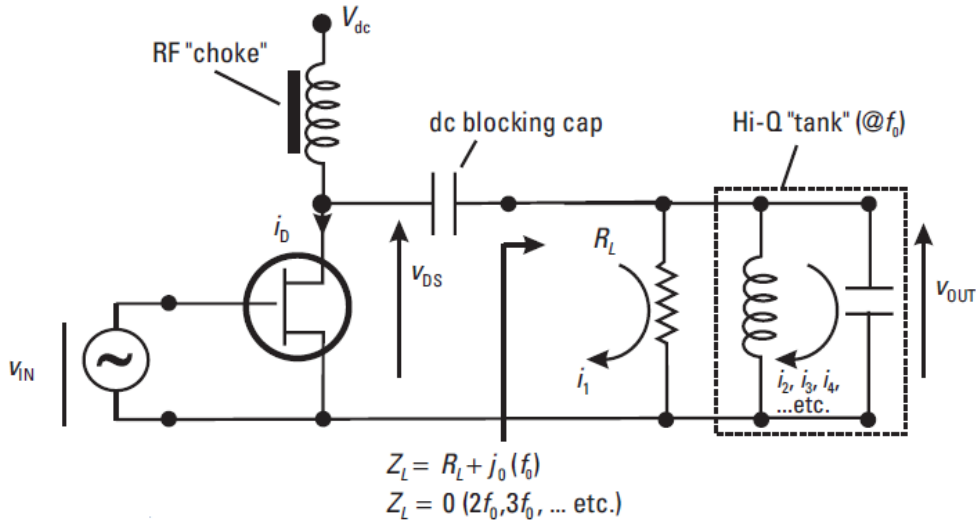 V_dc
RF "choke"
dc blocking cap
Hi-Q "tank" (@f_0)
i_D
v_DS
R_L
v_OUT
v_IN
~
i_1
i_2, i_3, i_4,
...etc.
Z_L = R_L + j_0 (f_0)
Z_L = 0 (2f_0, 3f_0, ... etc.)